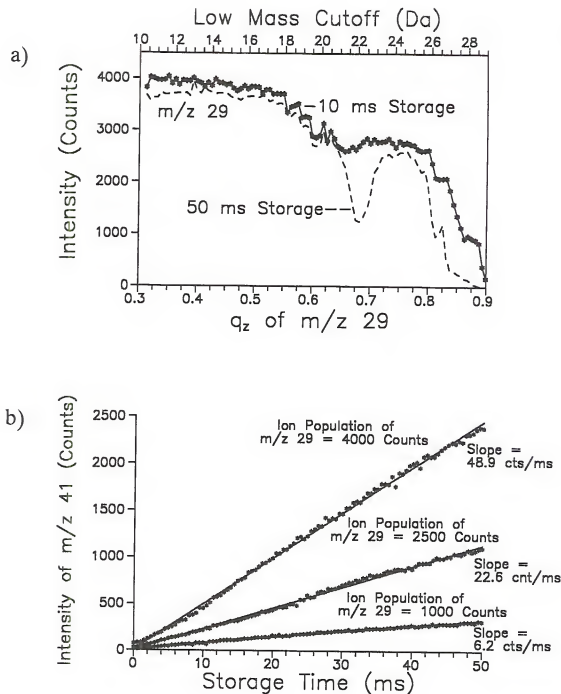 Low Mass Cutoff (Da)
10 12 14 16 18 20 22 24 26 28
a)
4000
3000
2000
1000
0
Intensity (Counts)
m/z 29
10 ms Storage
50 ms Storage
0.3 0.4 0.5 0.6 0.7 0.8 0.9
qz of m/z 29
b)
2500
2000
1500
1000
500
0
Intensity of m/z 41 (Counts)
Ion Population of
m/z 29 = 4000 Counts
Slope =
48.9 cts/ms
Ion Population of
m/z 29 = 2500 Counts
Slope =
22.6 cnt/ms
Ion Population of
m/z 29 = 1000 Counts
Slope =
6.2 cts/ms
0 10 20 30 40 50
Storage Time (ms)